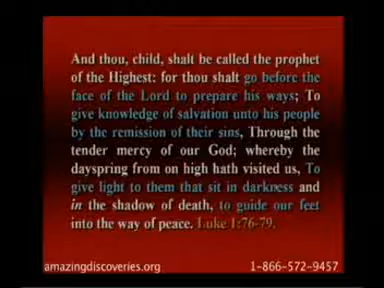 And thou, child, shalt be called the prophet
of the Highest: for thou shalt go before the
face of the Lord to prepare his ways; To
give knowledge of salvation unto his people
by the remission of their sins, Through the
tender mercy of our God; whereby the
dayspring from on high hath visited us, To
give light to them that sit in darkness and
in the shadow of death, to guide our feet
into the way of peace. Luke 1:76-79.
amazingdiscoveries.org 1-866-572-9457